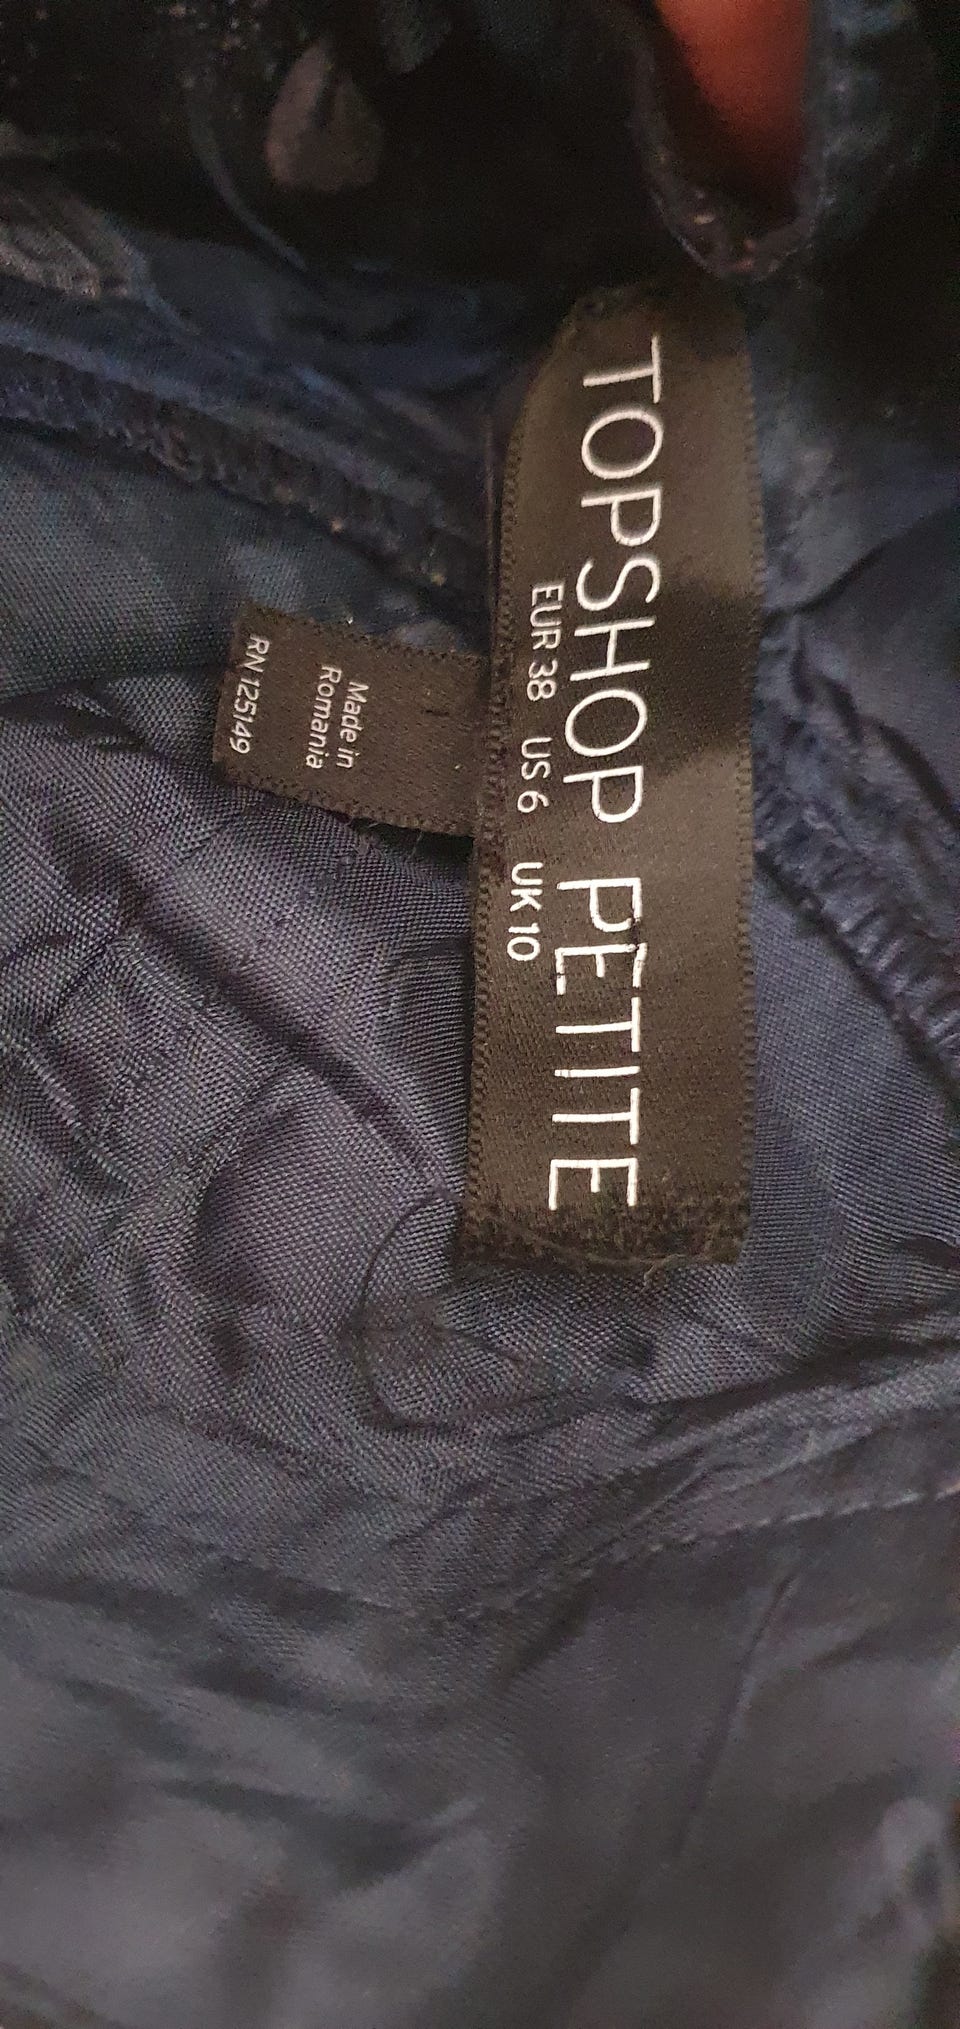 TOPSHOP PETITE
EUR 38 US 6 UK 10
Made in
Romania
RN 125149